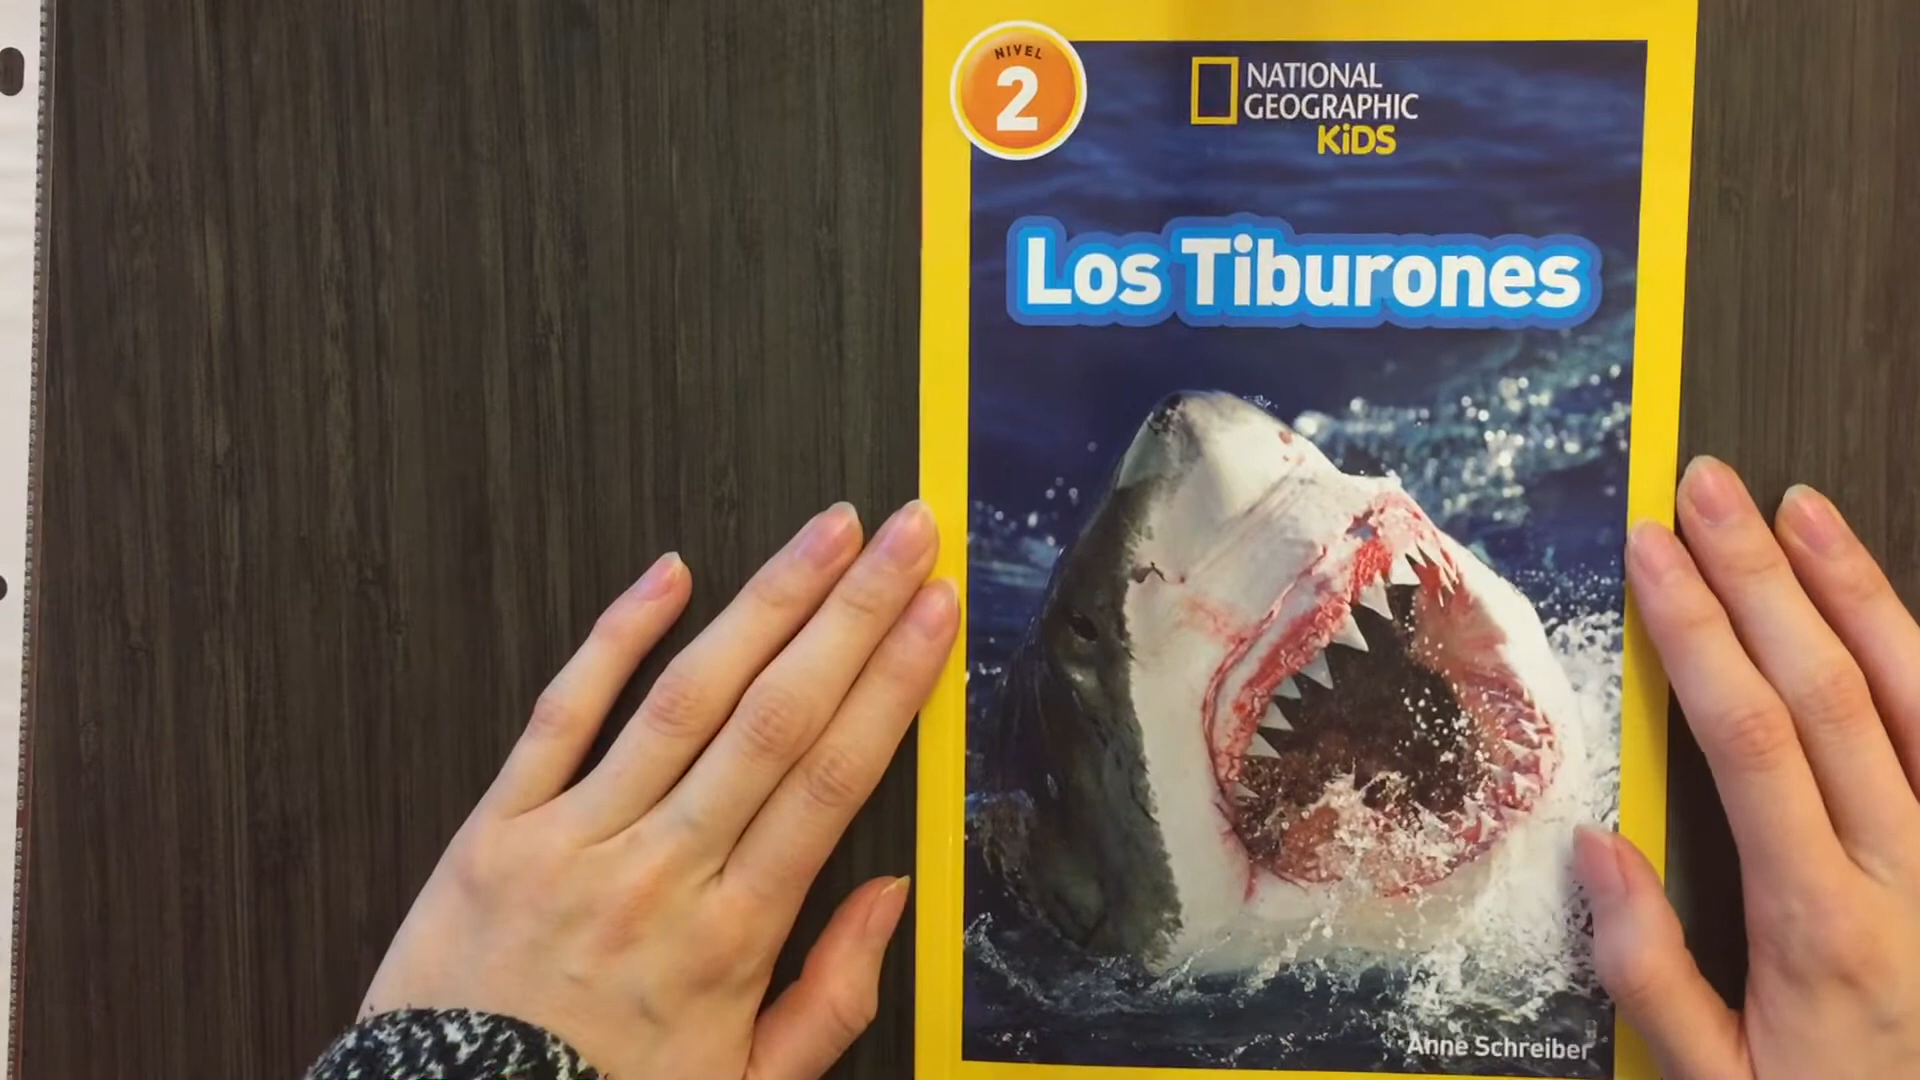 NIVEL
2
NATIONAL
GEOGRAPHIC
KiDS
Los Tiburones
Anne Schreiber